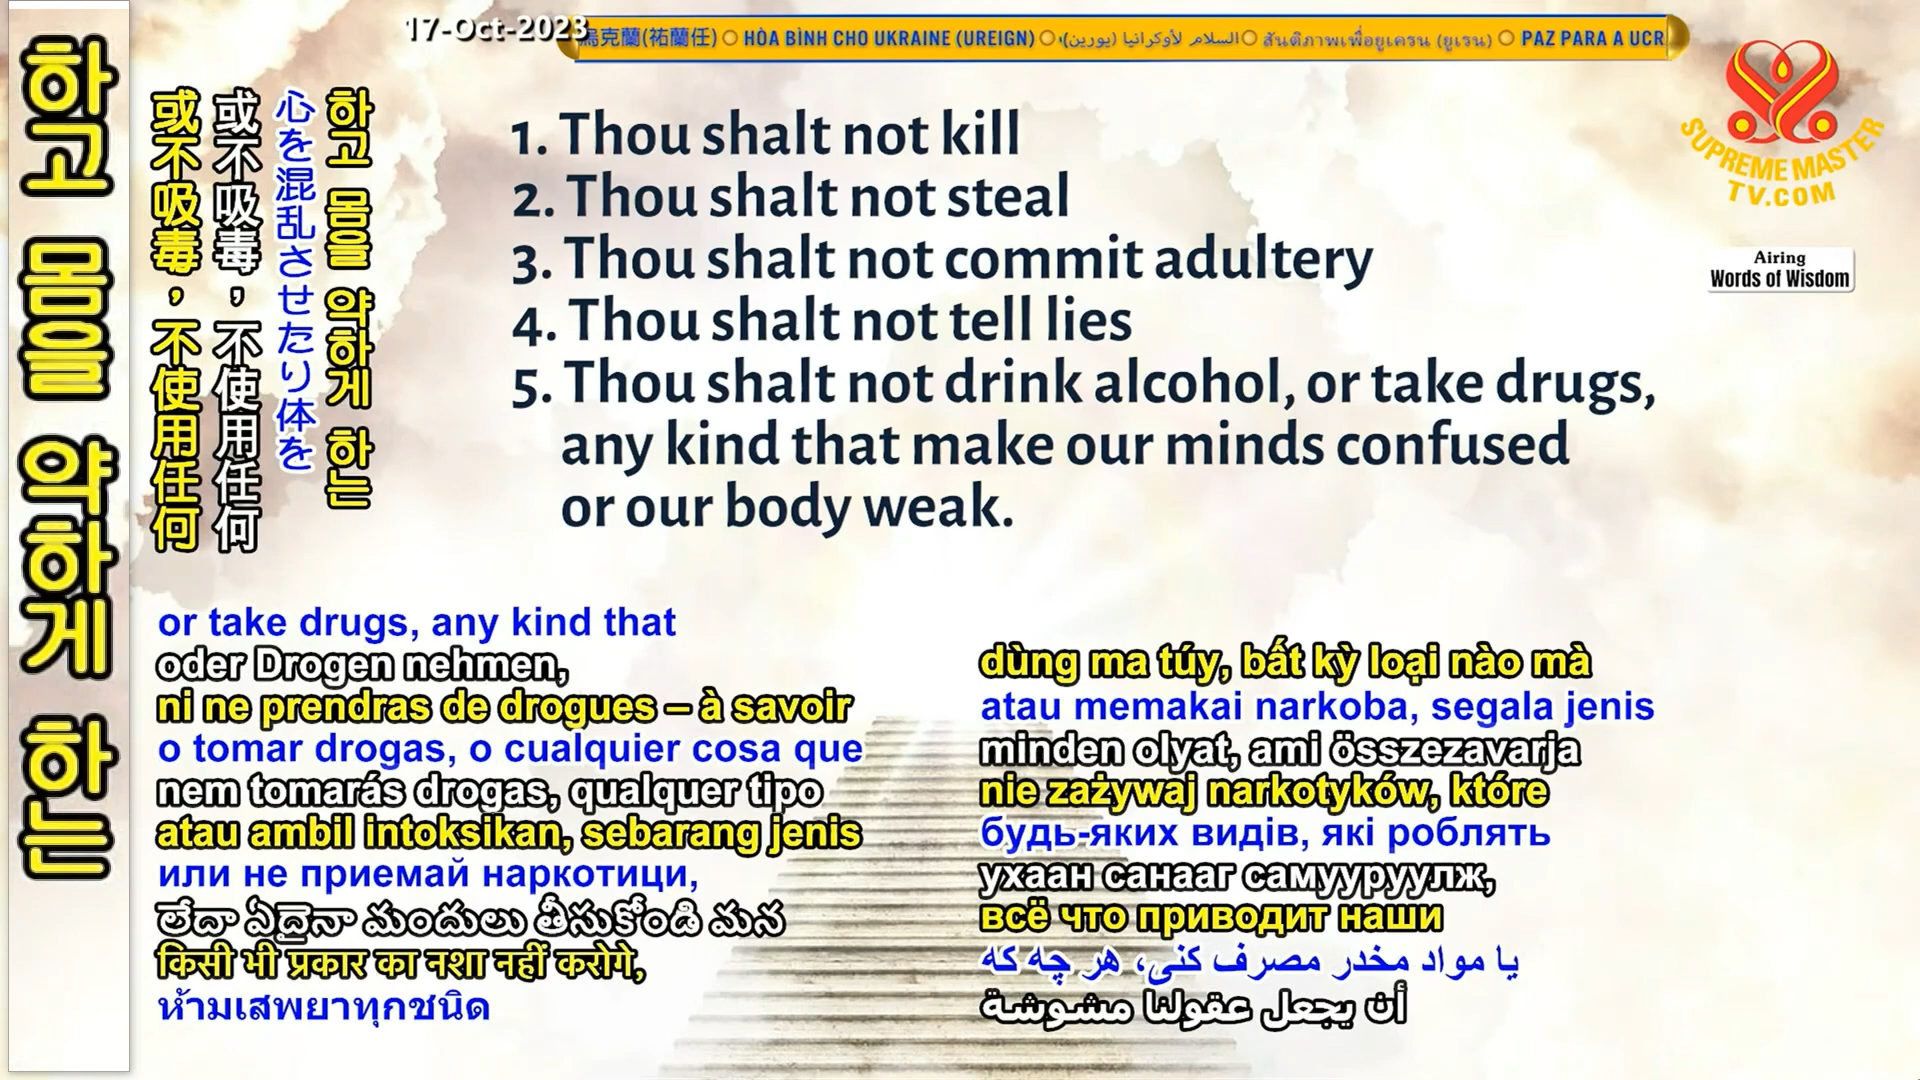 17-Oct-2023
烏克蘭(祐蘭任) HÒA BÌNH CHO UKRAINE (UREIGN) السلام لأوكرانيا (يورين) สันติภาพเพื่อยูเครน (ยูเรน) PAZ PARA A UCR
SUPREME MASTER
TV.COM
Airing
Words of Wisdom
하고 몸을 약하게 하는
하고 몸을 약하게 하는
心を混乱させたり体を
或不吸毒，不使用任何
或不吸毒，不使用任何
1. Thou shalt not kill
2. Thou shalt not steal
3. Thou shalt not commit adultery
4. Thou shalt not tell lies
5. Thou shalt not drink alcohol, or take drugs,
any kind that make our minds confused
or our body weak.
or take drugs, any kind that
oder Drogen nehmen,
ni ne prendras de drogues – à savoir
o tomar drogas, o cualquier cosa que
nem tomarás drogas, qualquer tipo
atau ambil intoksikan, sebarang jenis
или не приемай наркотици,
లేదా ఏదైనా మందులు తీసుకోండి మన
किसी भी प्रकार का नशा नहीं करोगे,
ห้ามเสพยาทุกชนิด
dùng ma túy, bất kỳ loại nào mà
atau memakai narkoba, segala jenis
minden olyat, ami összezavarja
nie zażywaj narkotyków, które
будь-яких видів, які роблять
ухаан санааг самууруулж,
всё что приводит наши
یا مواد مخدر مصرف کنی، هر چه که
أن يجعل عقولنا مشوشة